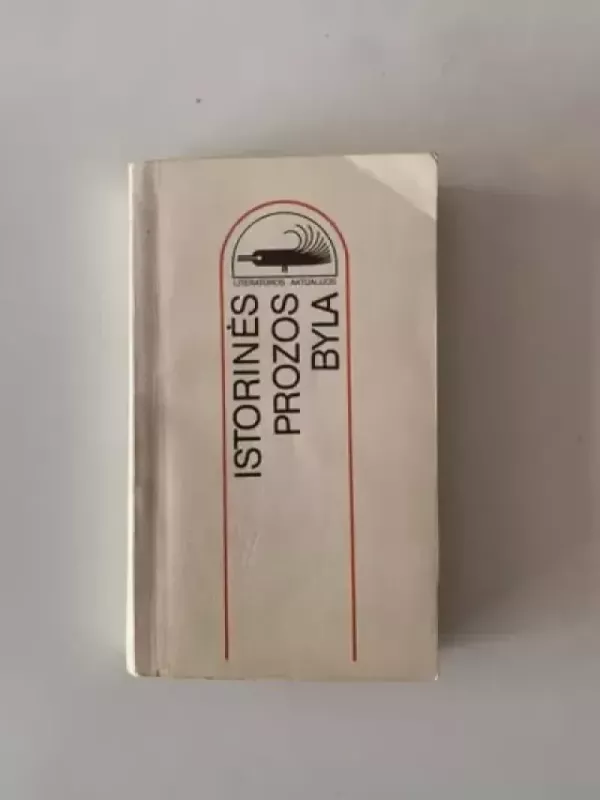 LITERATŪROS AKTUALIJOS
ISTORINĖS
PROZOS
BYLA